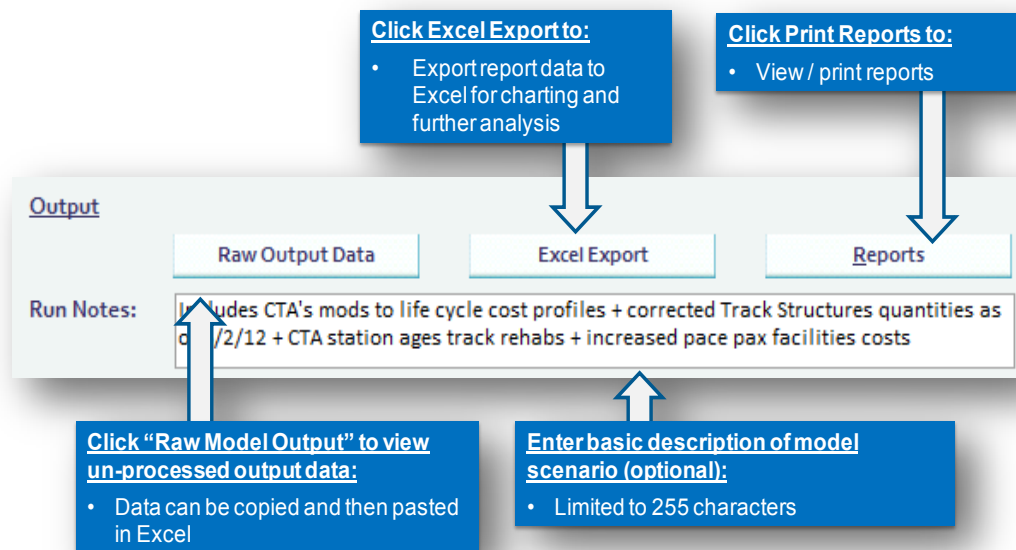 Click Excel Export to:
• Export report data to
Excel for charting and
further analysis
Click Print Reports to:
• View / print reports
Output
Raw Output Data
Excel Export
Reports
Run Notes:
CTA's mods to life cycle cost profiles + corrected Track Structures quantities as
/2/12 + CTA station ages track rehabs + increased pace pax facilities costs
Click “Raw Model Output” to view
un-processed output data:
• Data can be copied and then pasted
in Excel
Enter basic description of model
scenario (optional):
• Limited to 255 characters